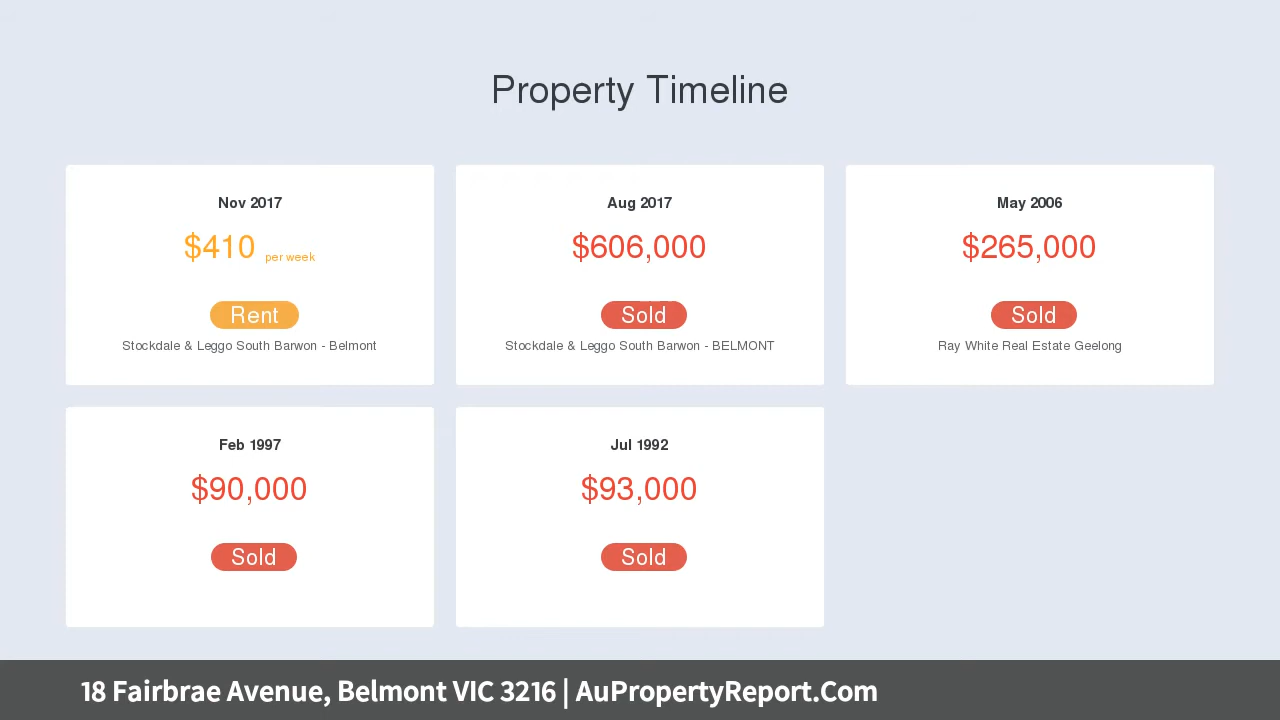 Property Timeline
Nov 2017
$410 per week
Rent
Stockdale & Leggo South Barwon - Belmont
Aug 2017
$606,000
Sold
Stockdale & Leggo South Barwon - BELMONT
May 2006
$265,000
Sold
Ray White Real Estate Geelong
Feb 1997
$90,000
Sold
Jul 1992
$93,000
Sold
18 Fairbrae Avenue, Belmont VIC 3216 | AuPropertyReport.Com